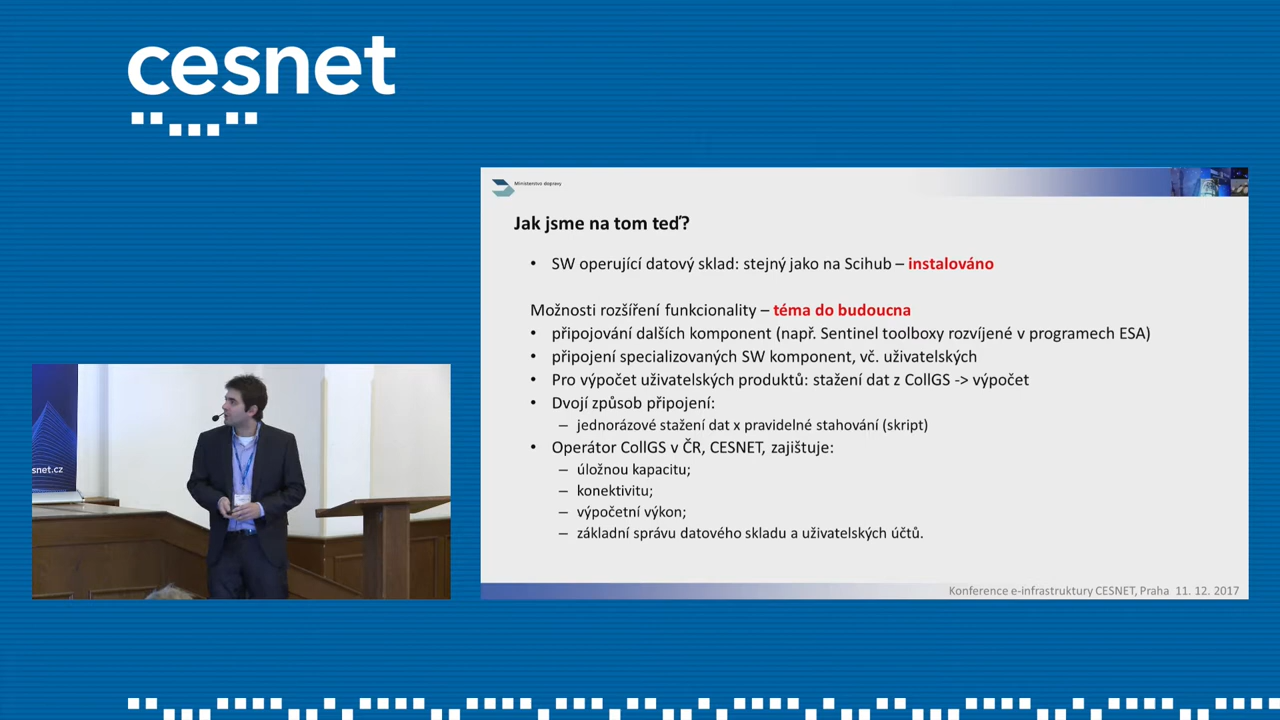 cesnet
Ministerstvo dopravy
Jak jsme na tom teď?
• SW operující datový sklad: stejný jako na Scihub – instalováno
Možnosti rozšíření funkcionality – téma do budoucna
• připojování dalších komponent (např. Sentinel toolboxy rozvíjené v programech ESA)
• připojení specializovaných SW komponent, vč. uživatelských
• Pro výpočet uživatelských produktů: stažení dat z CollGS -> výpočet
• Dvojí způsob připojení:
– jednorázové stažení dat x pravidelné stahování (skript)
• Operátor CollGS v ČR, CESNET, zajištuje:
– úložnou kapacitu;
– konektivitu;
– výpočetní výkon;
– základní správu datového skladu a uživatelských účtů.
Konference e-infrastruktury CESNET, Praha 11. 12. 2017
snet.cz